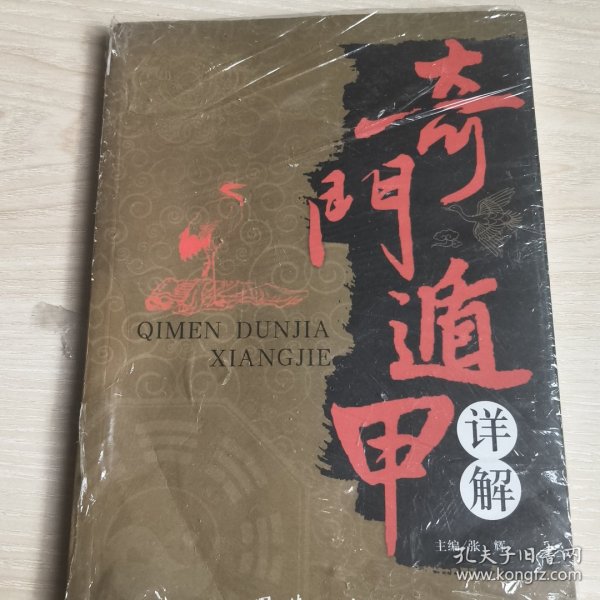 奇門遁甲
详解
QIMEN DUNJIA
XIANGJIE
主编 张 辉
孔夫子旧书网
www.kongfz.com